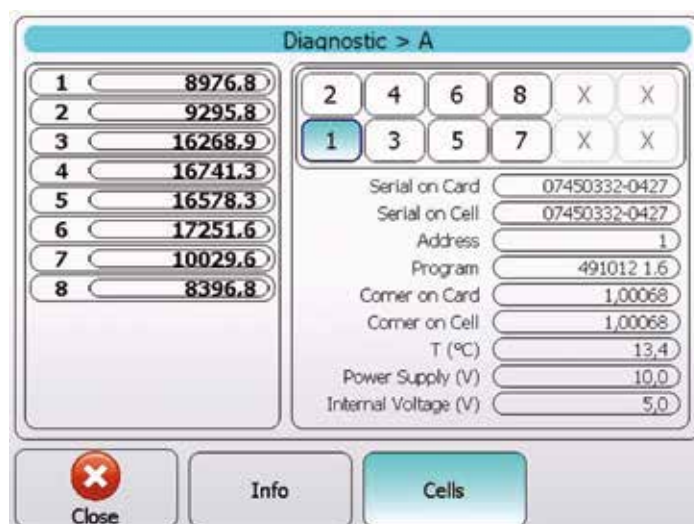 Diagnostic > A
1 8976,8
2 9295,8
3 16268,9
4 16741,3
5 16578,3
6 17251,6
7 10029,6
8 8396,8
2 4 6 8 X X
1 3 5 7 X X
Serial on Card 07450332-0427
Serial on Cell 07450332-0427
Address 1
Program 491012 1.6
Corner on Card 1,00068
Corner on Cell 1,00068
T (ºC) 13,4
Power Supply (V) 10,0
Internal Voltage (V) 5,0
Close
Info
Cells